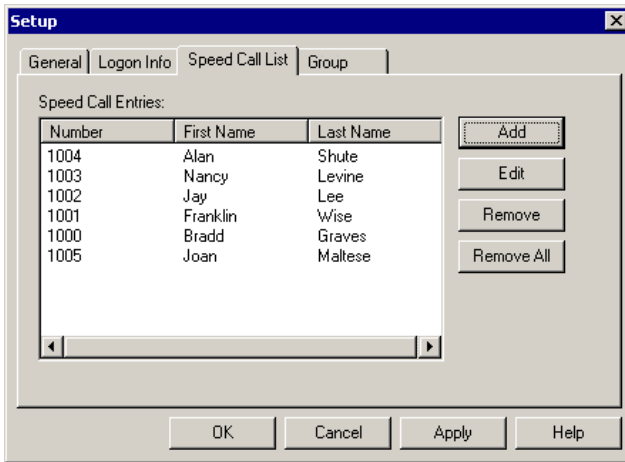 Setup
General Logon Info Speed Call List Group
Speed Call Entries:
Number First Name Last Name
1004 Alan Shute
1003 Nancy Levine
1002 Jay Lee
1001 Franklin Wise
1000 Bradd Graves
1005 Joan Maltese
Add
Edit
Remove
Remove All
OK Cancel Apply Help